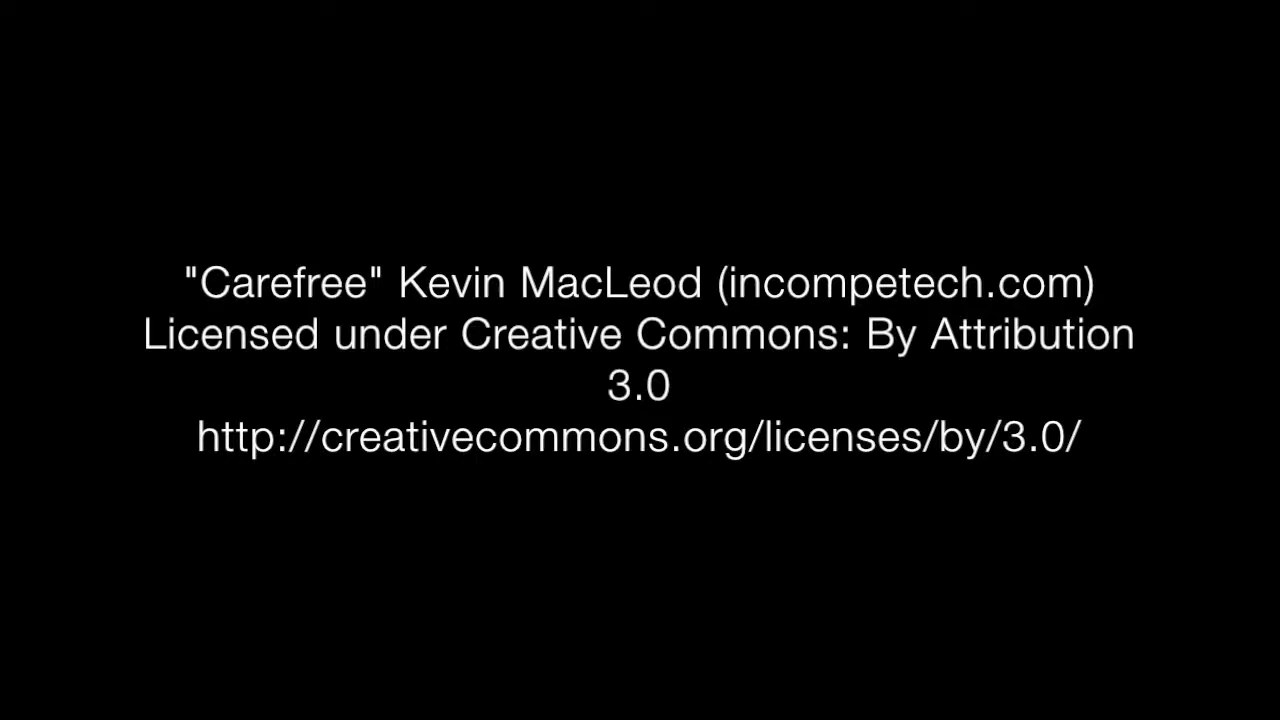 "Carefree" Kevin MacLeod (incompetech.com)
Licensed under Creative Commons: By Attribution
3.0
http://creativecommons.org/licenses/by/3.0/